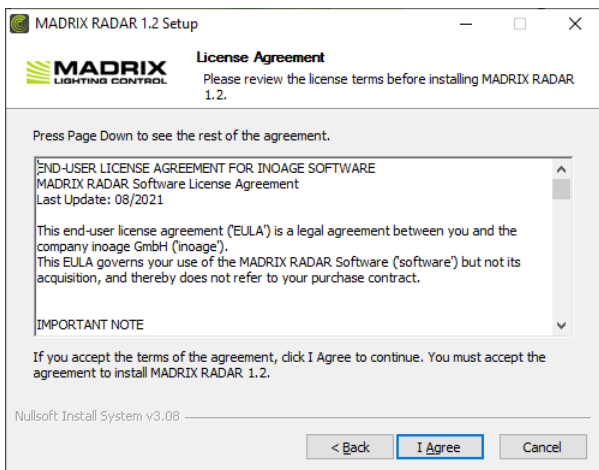 MADRIX RADAR 1.2 Setup
MADRIX
LIGHTING CONTROL
License Agreement
Please review the license terms before installing MADRIX RADAR
1.2.
Press Page Down to see the rest of the agreement.
END-USER LICENSE AGREEMENT FOR INOAGE SOFTWARE
MADRIX RADAR Software License Agreement
Last Update: 08/2021
This end-user license agreement ('EULA') is a legal agreement between you and the
company inoage GmbH ('inoage').
This EULA governs your use of the MADRIX RADAR Software ('software') but not its
acquisition, and thereby does not refer to your purchase contract.
IMPORTANT NOTE
If you accept the terms of the agreement, click I Agree to continue. You must accept the
agreement to install MADRIX RADAR 1.2.
Nullsoft Install System v3.08
< Back
I Agree
Cancel